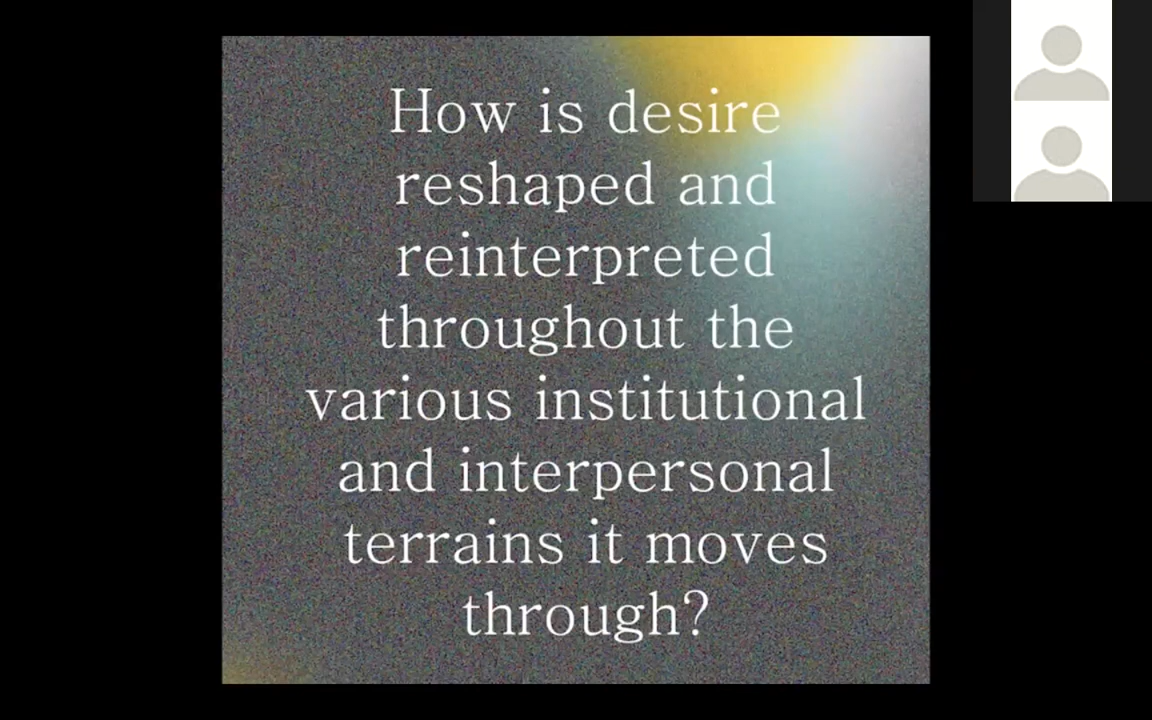 How is desire
reshaped and
reinterpreted
throughout the
various institutional
and interpersonal
terrains it moves
through?